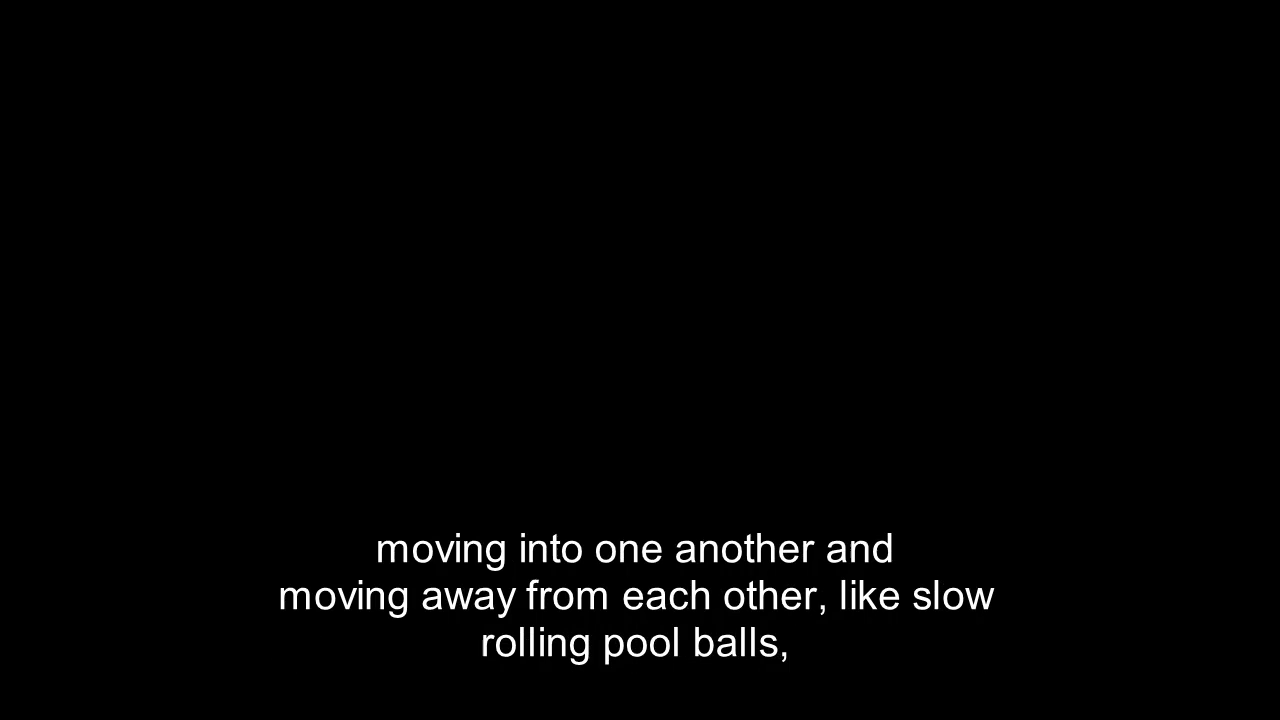 moving into one another and
moving away from each other, like slow
rolling pool balls,